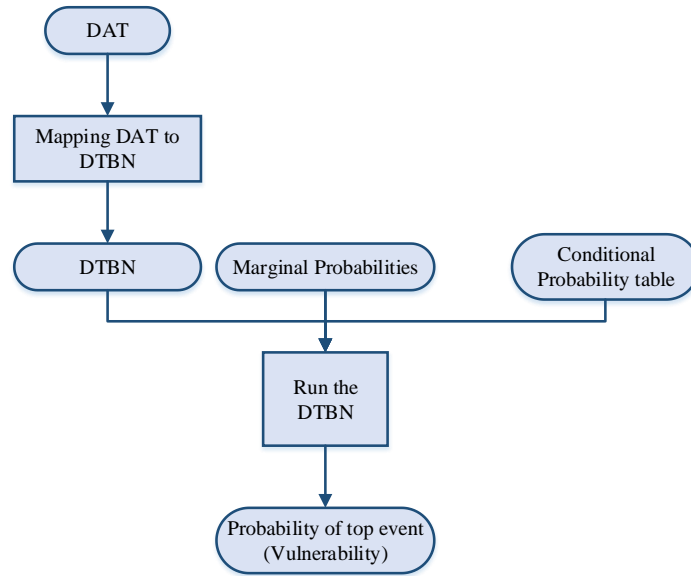 DAT
Mapping DAT to
DTBN
DTBN
Marginal Probabilities
Conditional
Probability table
Run the
DTBN
Probability of top event
(Vulnerability)